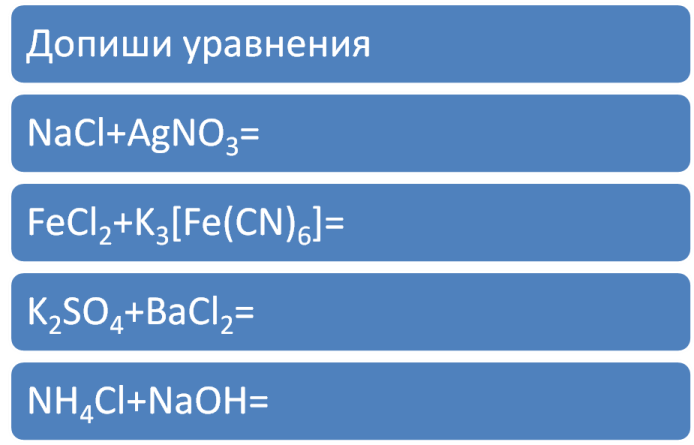 Допиши уравнения
NaCl+AgNO₃=
FeCl₂+K₃[Fe(CN)₆]=
K₂SO₄+BaCl₂=
NH₄Cl+NaOH=